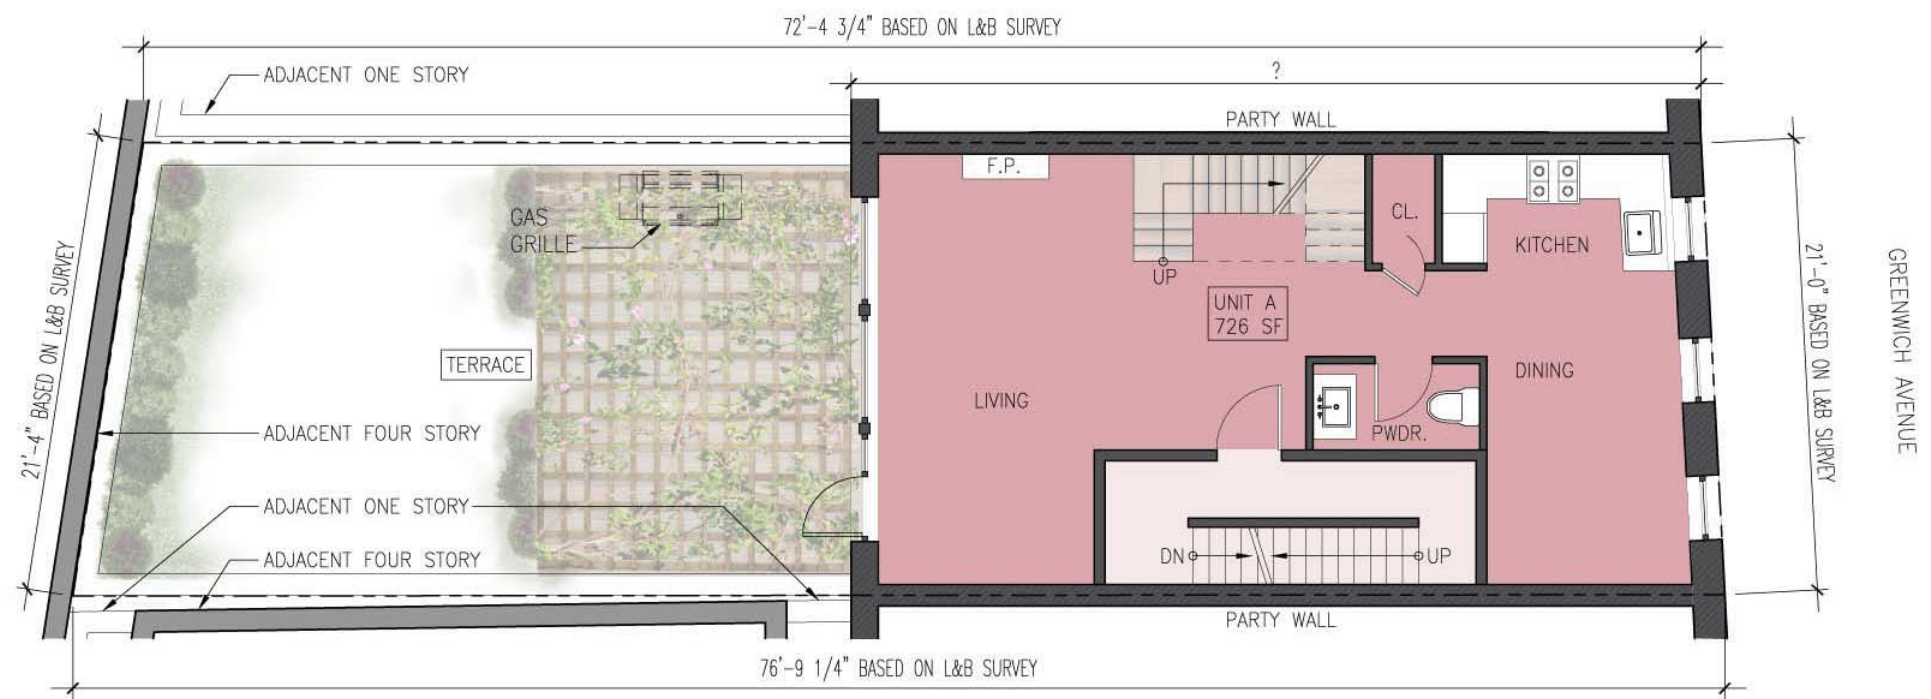 72'-4 3/4" BASED ON L&B SURVEY
ADJACENT ONE STORY
?
PARTY WALL
F.P.
GAS
GRILLE
CL.
KITCHEN
UP
UNIT A
726 SF
21'-4" BASED ON L&B SURVEY
21'-0" BASED ON L&B SURVEY
GREENWICH AVENUE
TERRACE
LIVING
DINING
PWDR.
ADJACENT FOUR STORY
ADJACENT ONE STORY
ADJACENT FOUR STORY
DN
UP
PARTY WALL
76'-9 1/4" BASED ON L&B SURVEY